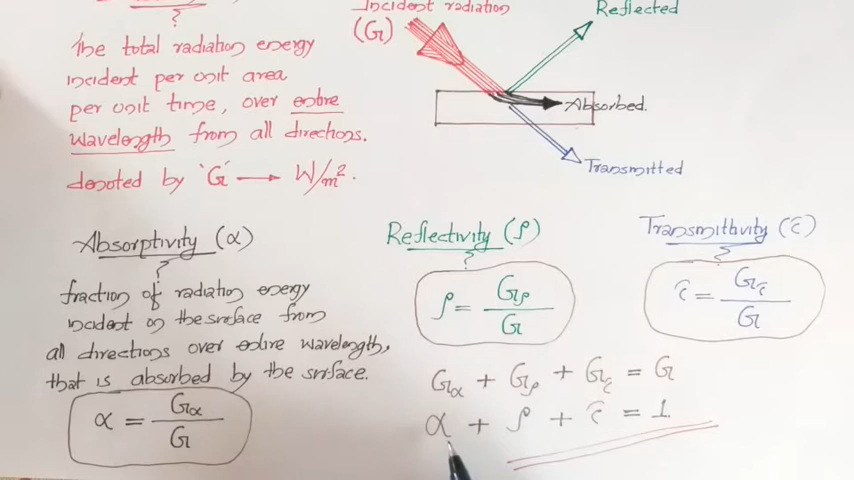 Incident radiation
(G)
Reflected
Absorbed.
Transmitted
The total radiation energy
incident per unit area
per unit time, over entire
wavelength from all directions.
denoted by 'G' → W/m².
Absorptivity (α)
fraction of radiation energy
incident on the surface from
all directions over entire wavelength,
that is absorbed by the surface.
α = Gα / G
Reflectivity (ρ)
ρ = Gρ / G
Transmittivity (τ)
τ = Gτ / G
Gα + Gρ + Gτ = G
α + ρ + τ = 1